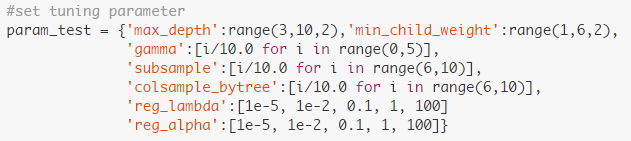 #set tuning parameter
param_test = {'max_depth':range(3,10,2),'min_child_weight':range(1,6,2),
'gamma':[i/10.0 for i in range(0,5)],
'subsample':[i/10.0 for i in range(6,10)],
'colsample_bytree':[i/10.0 for i in range(6,10)],
'reg_lambda':[1e-5, 1e-2, 0.1, 1, 100]
'reg_alpha':[1e-5, 1e-2, 0.1, 1, 100]}